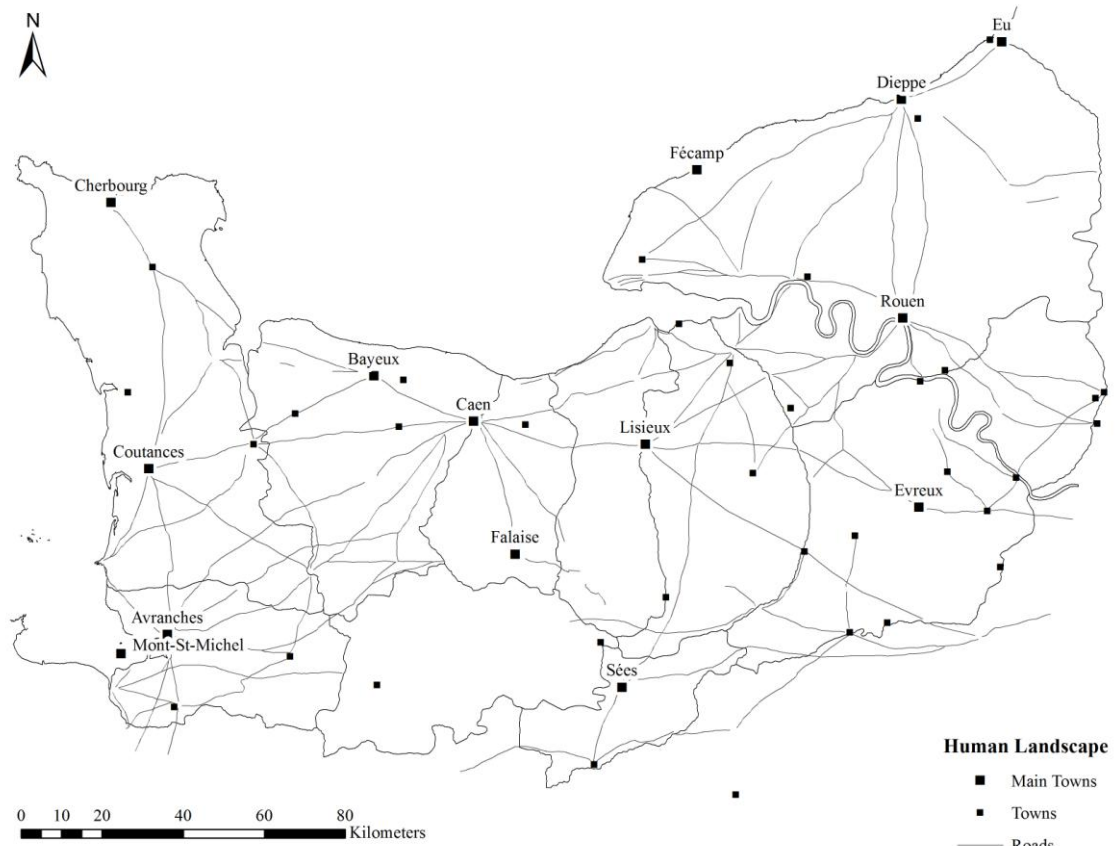 N
Eu
Dieppe
Fécamp
Cherbourg
Rouen
Bayeux
Caen
Lisieux
Coutances
Evreux
Falaise
Avranches
Mont-St-Michel
Sées
Human Landscape
Main Towns
Towns
Roads
0 10 20 40 60 80
Kilometers